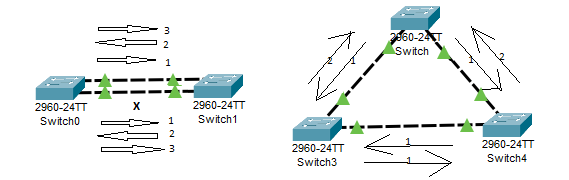 3
2
1
2960-24TT
Switch0
2960-24TT
Switch1
X
1
2
3
2960-24TT
Switch
2
1
1
2
2960-24TT
Switch3
2960-24TT
Switch4
1
1